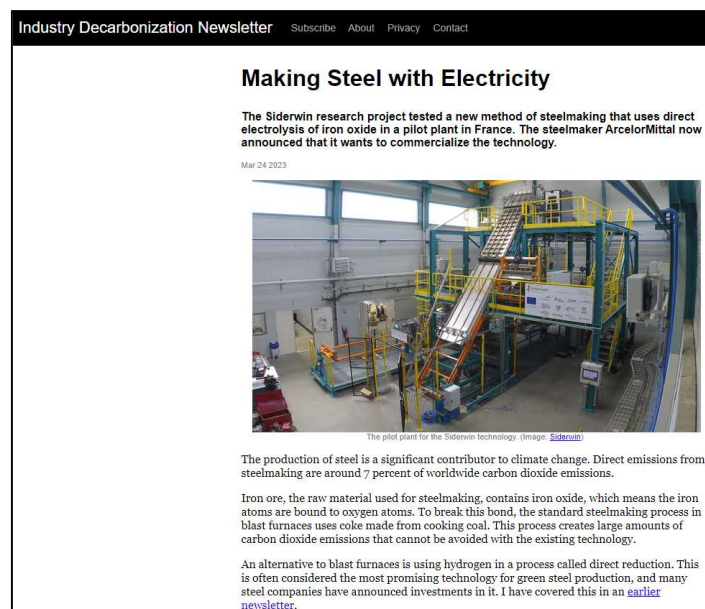 Industry Decarbonization Newsletter Subscribe About Privacy Contact
Making Steel with Electricity
The Siderwin research project tested a new method of steelmaking that uses direct
electrolysis of iron oxide in a pilot plant in France. The steelmaker ArcelorMittal now
announced that it wants to commercialize the technology.
Mar 24 2023
The pilot plant for the Siderwin technology. (Image: Siderwin)
The production of steel is a significant contributor to climate change. Direct emissions from
steelmaking are around 7 percent of worldwide carbon dioxide emissions.
Iron ore, the raw material used for steelmaking, contains iron oxide, which means the iron
atoms are bound to oxygen atoms. To break this bond, the standard steelmaking process in
blast furnaces uses coke made from cooking coal. This process creates large amounts of
carbon dioxide emissions that cannot be avoided with the existing technology.
An alternative to blast furnaces is using hydrogen in a process called direct reduction. This
is often considered the most promising technology for green steel production, and many
steel companies have announced investments in it. I have covered this in an earlier
newsletter.